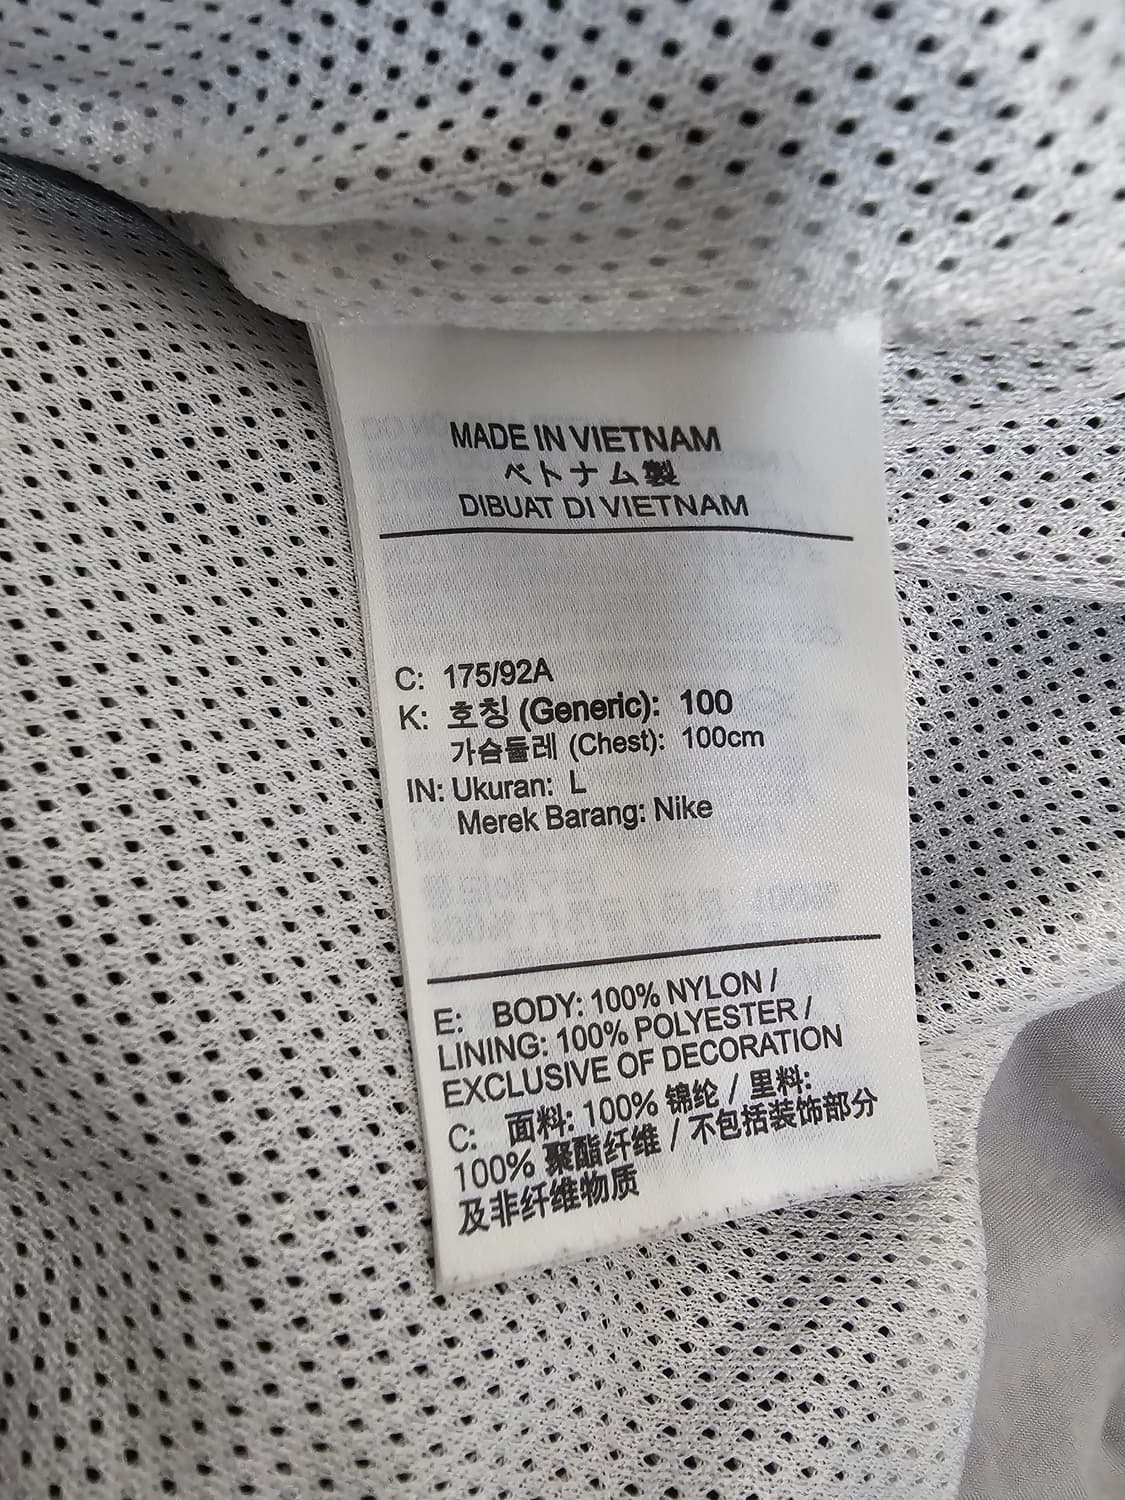 MADE IN VIETNAM
ベトナム製
DIBUAT DI VIETNAM
C: 175/92A
K: 호칭 (Generic): 100
가슴둘레 (Chest): 100cm
IN: Ukuran: L
Merek Barang: Nike
E: BODY: 100% NYLON /
LINING: 100% POLYESTER /
EXCLUSIVE OF DECORATION
C: 面料: 100% 锦纶 / 里料:
100% 聚酯纤维 / 不包括装饰部分
及非纤维物质